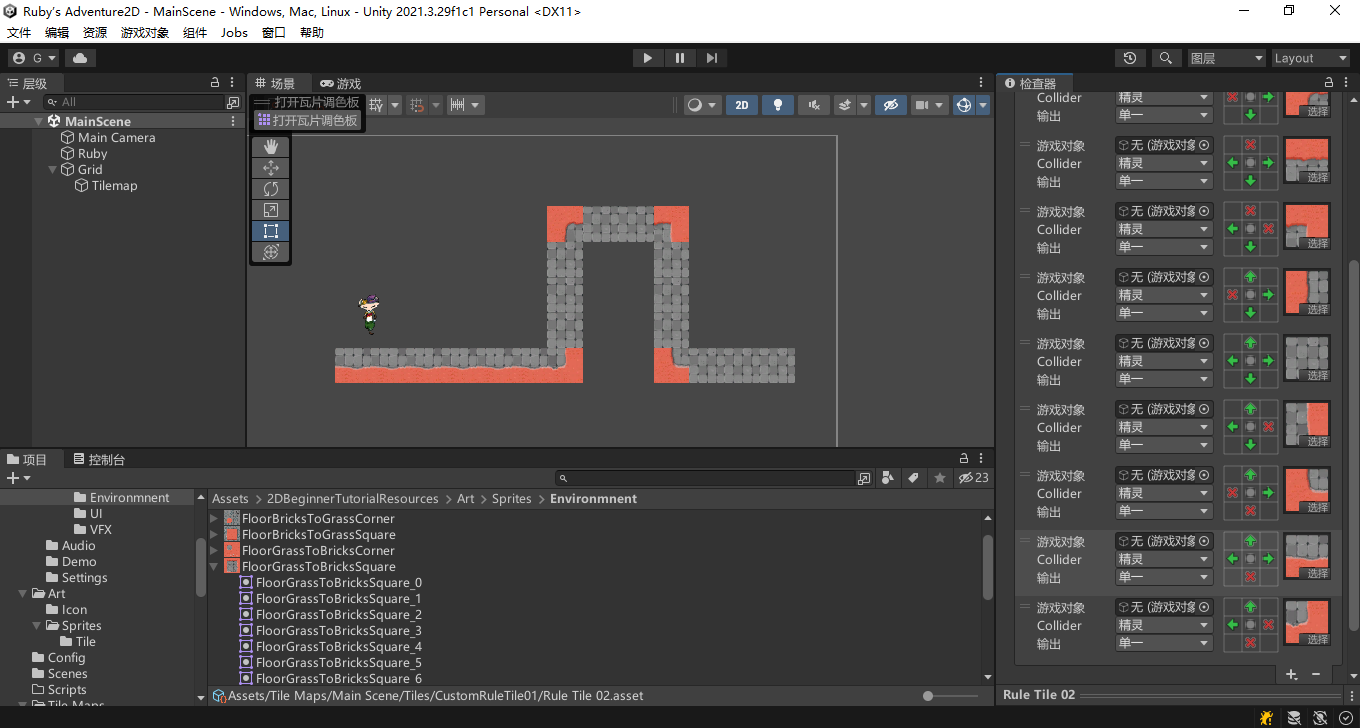 Ruby's Adventure2D - MainScene - Windows, Mac, Linux - Unity 2021.3.29f1c1 Personal <DX11>
文件 编辑 资源 游戏对象 组件 Jobs 窗口 帮助
G 图层 Layout
层级 场景 游戏 检查器
All
打开瓦片调色板
打开瓦片调色板
2D
MainScene
Main Camera
Ruby
Grid
Tilemap
Collider 精灵
输出 单一 选择
游戏对象 无 (游戏对象
Collider 精灵
输出 单一 选择
游戏对象 无 (游戏对象
Collider 精灵
输出 单一 选择
游戏对象 无 (游戏对象
Collider 精灵
输出 单一 选择
游戏对象 无 (游戏对象
Collider 精灵
输出 单一 选择
游戏对象 无 (游戏对象
Collider 精灵
输出 单一 选择
游戏对象 无 (游戏对象
Collider 精灵
输出 单一 选择
游戏对象 无 (游戏对象
Collider 精灵
输出 单一 选择
游戏对象 无 (游戏对象
Collider 精灵
输出 单一 选择
Rule Tile 02
项目 控制台
23
Environmnent
UI
VFX
Audio
Demo
Settings
Art
Icon
Sprites
Tile
Config
Scenes
Scripts
Tile Maps
Assets > 2DBeginnerTutorialResources > Art > Sprites > Environmnent
FloorBricksToGrassCorner
FloorBricksToGrassSquare
FloorGrassToBricksCorner
FloorGrassToBricksSquare
FloorGrassToBricksSquare_0
FloorGrassToBricksSquare_1
FloorGrassToBricksSquare_2
FloorGrassToBricksSquare_3
FloorGrassToBricksSquare_4
FloorGrassToBricksSquare_5
FloorGrassToBricksSquare_6
Assets/Tile Maps/Main Scene/Tiles/CustomRuleTile01/Rule Tile 02.asset